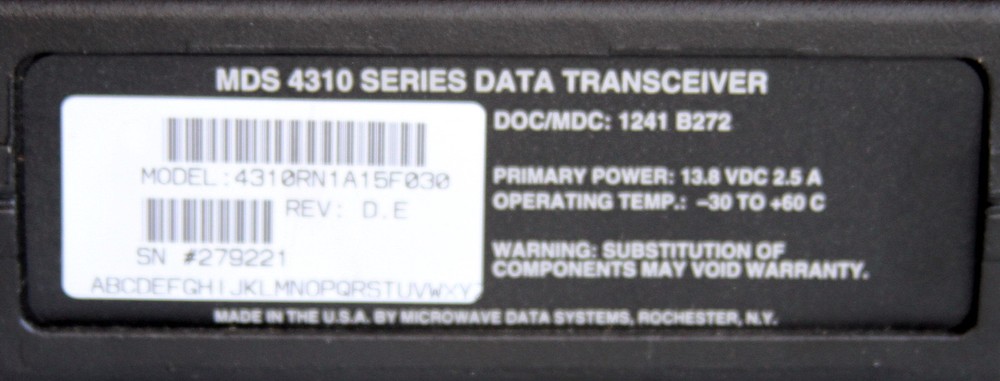 MDS 4310 SERIES DATA TRANSCEIVER
MODEL:4310RN1A15F030
REV: D.E
SN #279221
ABCDEFGHIJKLMNOPQRSTUVWXY
DOC/MDC: 1241 B272
PRIMARY POWER: 13.8 VDC 2.5 A
OPERATING TEMP.: –30 TO +60 C
WARNING: SUBSTITUTION OF
COMPONENTS MAY VOID WARRANTY.
MADE IN THE U.S.A. BY MICROWAVE DATA SYSTEMS, ROCHESTER, N.Y.